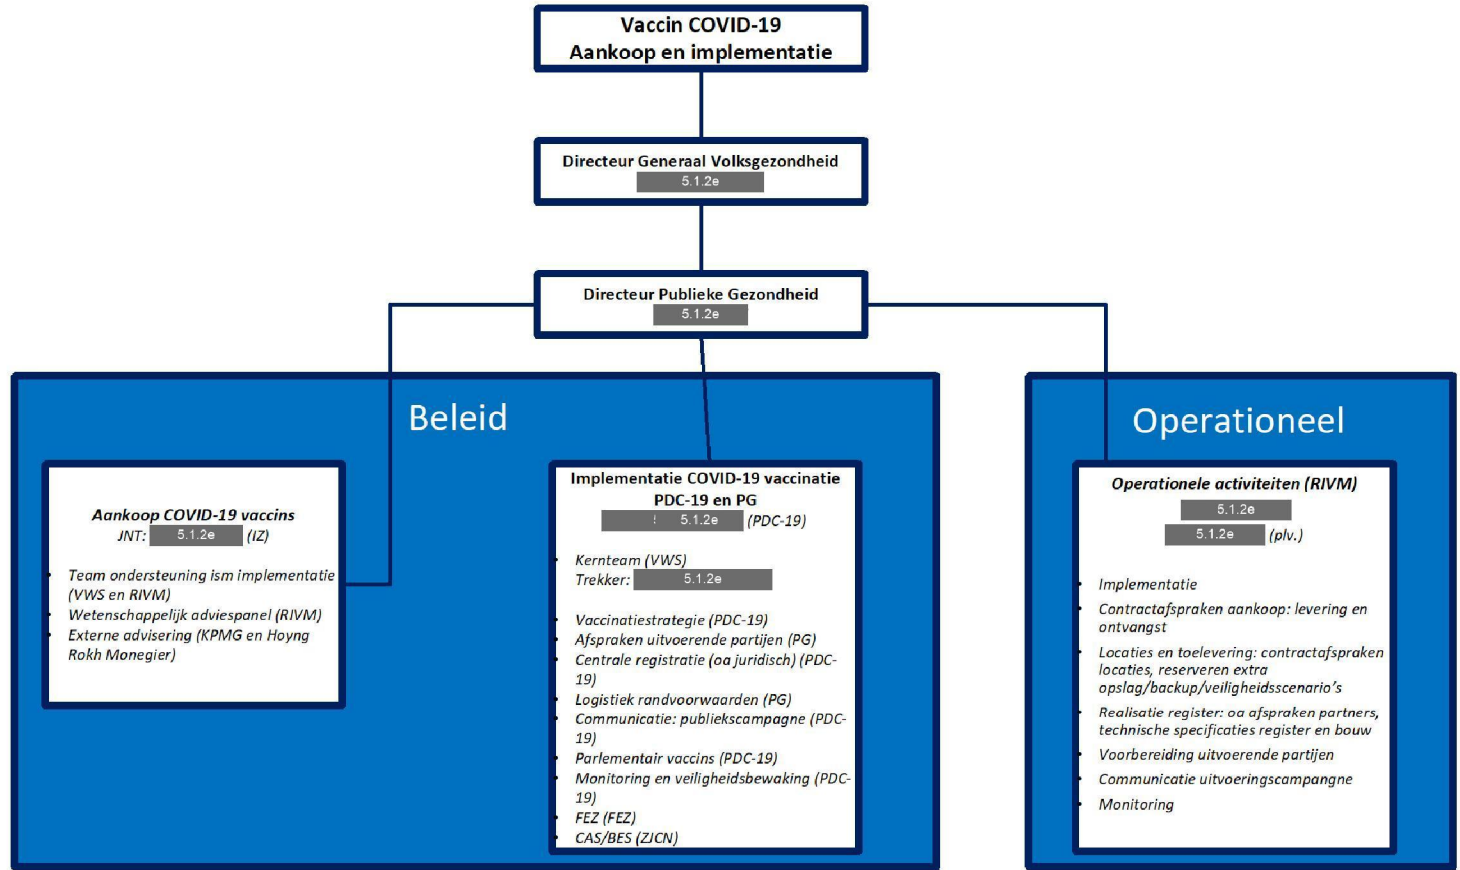 Vaccin COVID-19
Aankoop en implementatie
Directeur Generaal Volksgezondheid
5.1.2e
Directeur Publieke Gezondheid
5.1.2e
Beleid
Aankoop COVID-19 vaccins
JNT: 5.1.2e (IZ)
• Team ondersteuning ism implementatie
(VWS en RIVM)
• Wetenschappelijk adviespanel (RIVM)
• Externe advisering (KPMG en Hoyng
Rokh Monegier)
Implementatie COVID-19 vaccinatie
PDC-19 en PG
5.1.2e (PDC-19)
• Kernteam (VWS)
Trekker: 5.1.2e
• Vaccinatiestrategie (PDC-19)
• Afspraken uitvoerende partijen (PG)
• Centrale registratie (oa juridisch) (PDC-
19)
• Logistiek randvoorwaarden (PG)
• Communicatie: publiekscampagne (PDC-
19)
• Parlementair vaccins (PDC-19)
• Monitoring en veiligheidsbewaking (PDC-
19)
• FEZ (FEZ)
• CAS/BES (ZJCN)
Operationeel
Operationele activiteiten (RIVM)
5.1.2e
5.1.2e (plv.)
• Implementatie
• Contractafspraken aankoop: levering en
ontvangst
• Locaties en toelevering: contractafspraken
locaties, reserveren extra
opslag/backup/veiligheidsscenario's
• Realisatie register: oa afspraken partners,
technische specificaties register en bouw
• Voorbereiding uitvoerende partijen
• Communicatie uitvoeringscampangne
• Monitoring